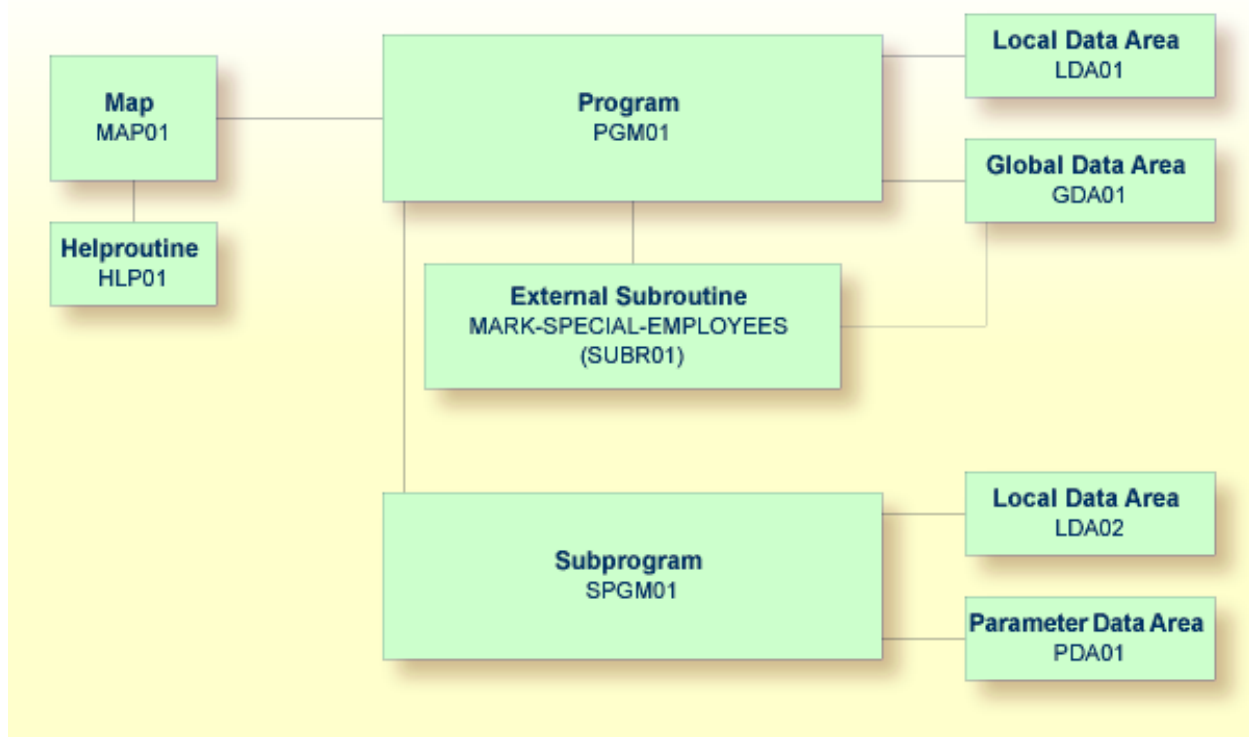 Map
MAP01
Helproutine
HLP01
Program
PGM01
Local Data Area
LDA01
Global Data Area
GDA01
External Subroutine
MARK-SPECIAL-EMPLOYEES
(SUBR01)
Subprogram
SPGM01
Local Data Area
LDA02
Parameter Data Area
PDA01